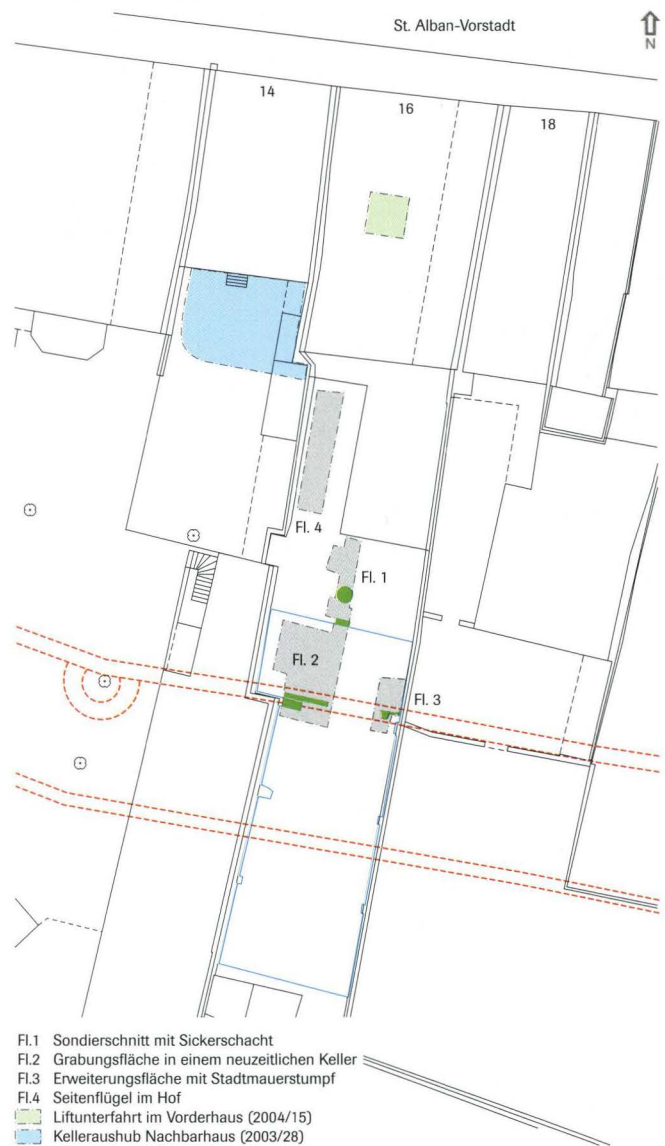 St. Alban-Vorstadt
N
14
16
18
Fl. 4
Fl. 1
Fl. 2
Fl. 3
Fl.1 Sondierschnitt mit Sickerschacht
Fl.2 Grabungsfläche in einem neuzeitlichen Keller
Fl.3 Erweiterungsfläche mit Stadtmauerstumpf
Fl.4 Seitenflügel im Hof
Liftunterfahrt im Vorderhaus (2004/15)
Kelleraushub Nachbarhaus (2003/28)